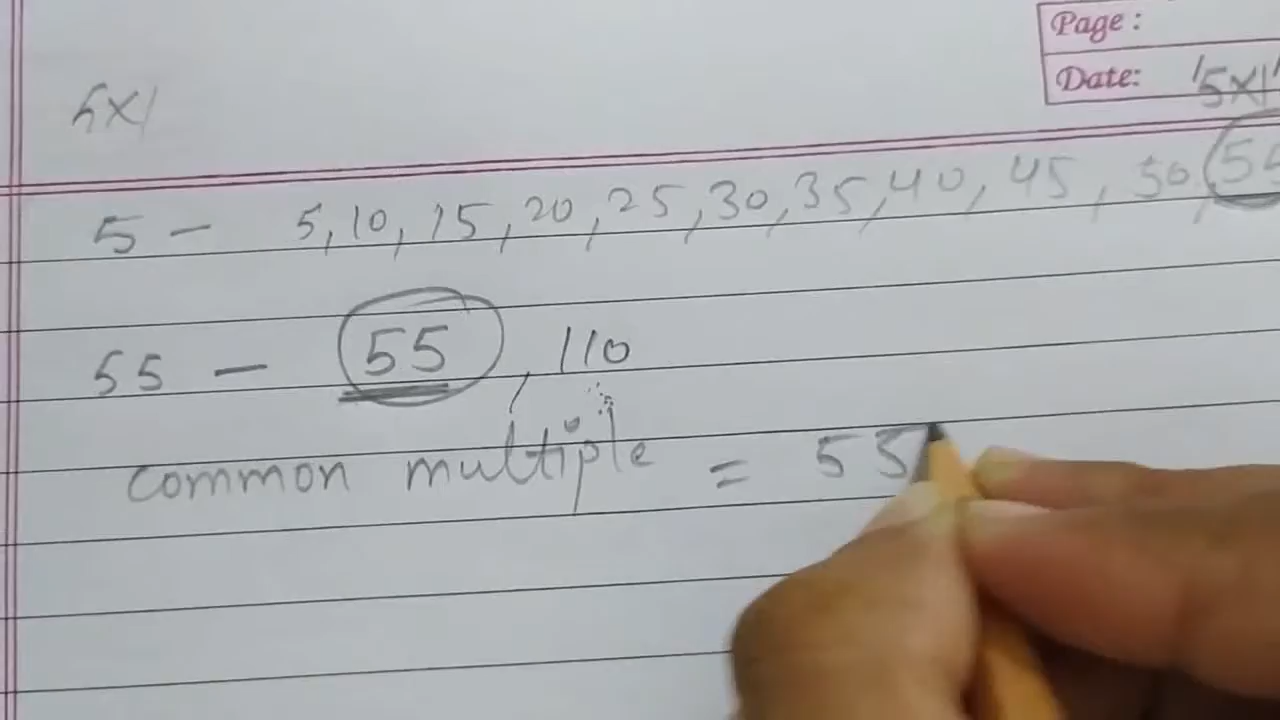 Page :
Date: '5x1'
5x1
5 - 5, 10, 15, 20, 25, 30, 35, 40, 45, 50, 55
55 - 55, 110
common multiple = 55